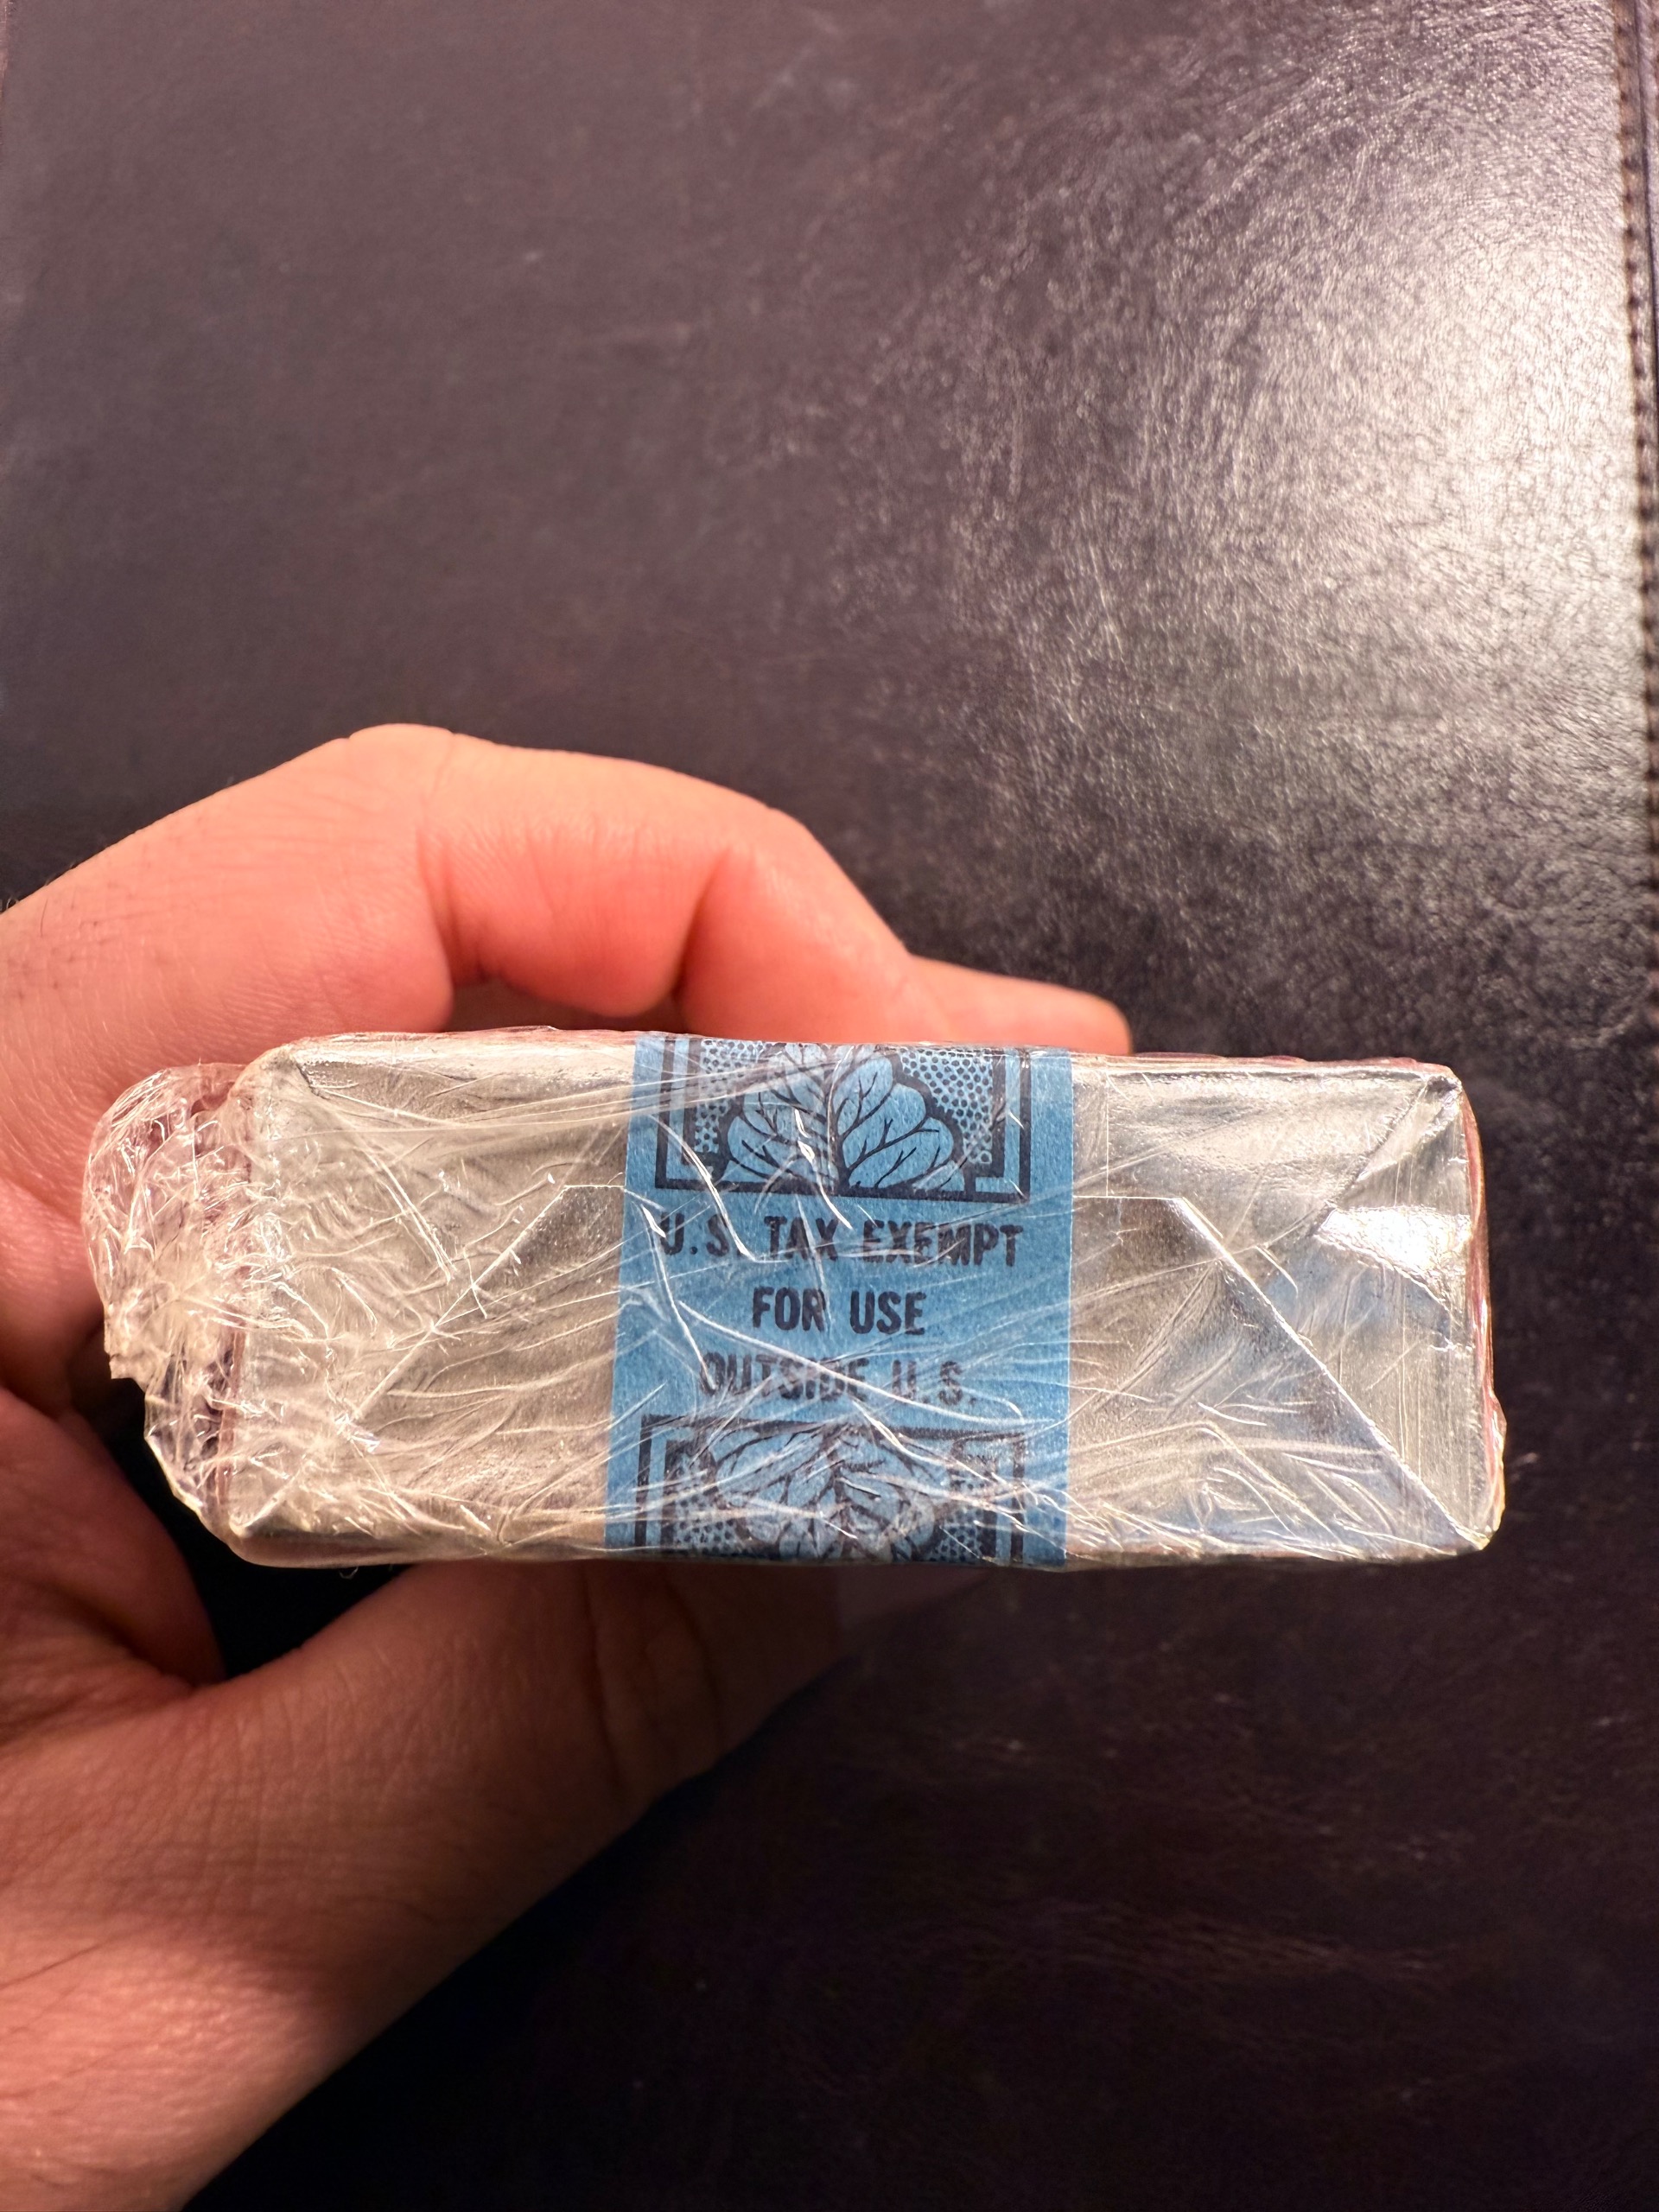 U.S. TAX EXEMPT
FOR USE
OUTSIDE U.S.